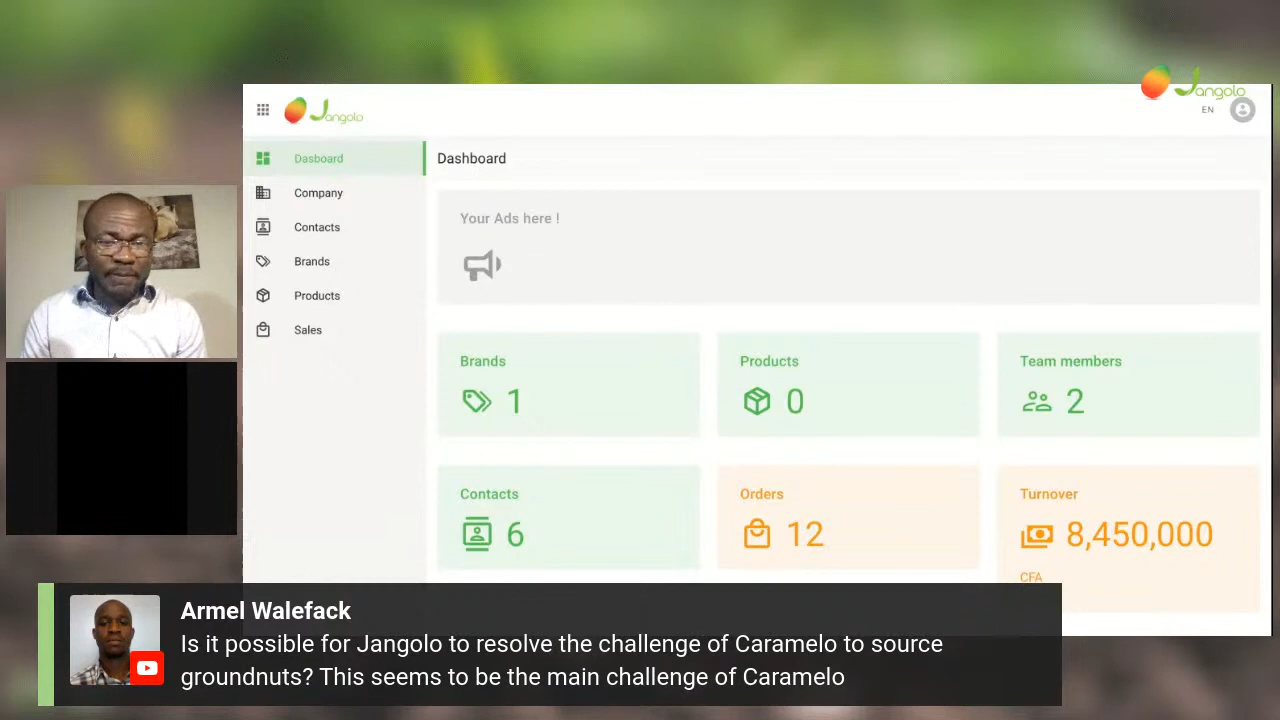 Jangolo
Jangolo
EN
Dasboard
Company
Contacts
Brands
Products
Sales
Dashboard
Your Ads here !
Brands
1
Products
0
Team members
2
Contacts
6
Orders
12
Turnover
8,450,000
CFA
Armel Walefack
Is it possible for Jangolo to resolve the challenge of Caramelo to source
groundnuts? This seems to be the main challenge of Caramelo